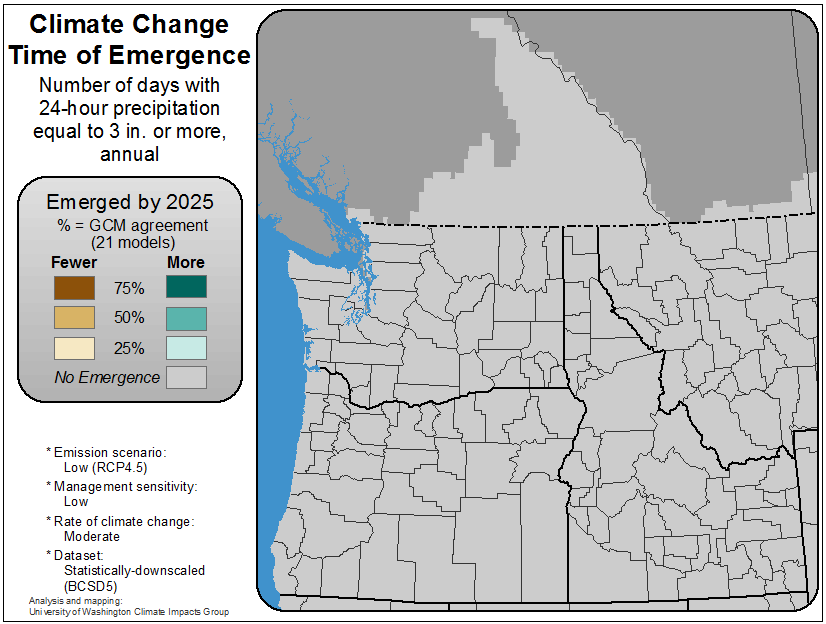 Climate Change
Time of Emergence
Number of days with
24-hour precipitation
equal to 3 in. or more,
annual
Emerged by 2025
% = GCM agreement
(21 models)
Fewer More
75%
50%
25%
No Emergence
* Emission scenario:
Low (RCP4.5)
* Management sensitivity:
Low
* Rate of climate change:
Moderate
* Dataset:
Statistically-downscaled
(BCSD5)
Analysis and mapping:
University of Washington Climate Impacts Group